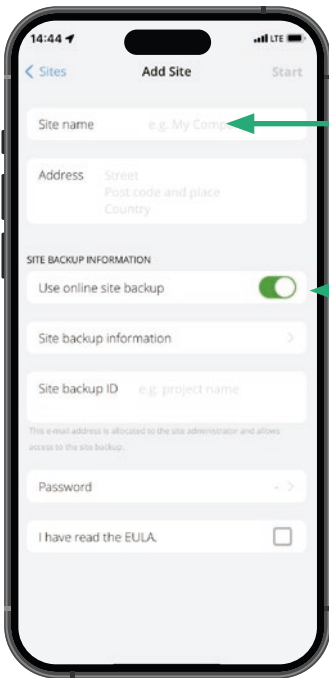 14:44 LTE
Sites Add Site Start
Site name e.g. My Comp
Address Street
Post code and place
Country
SITE BACKUP INFORMATION
Use online site backup
Site backup information
Site backup ID e.g. project name
This e-mail address is allocated to the site administrator and allows
access to the site backup.
Password -
I have read the EULA.